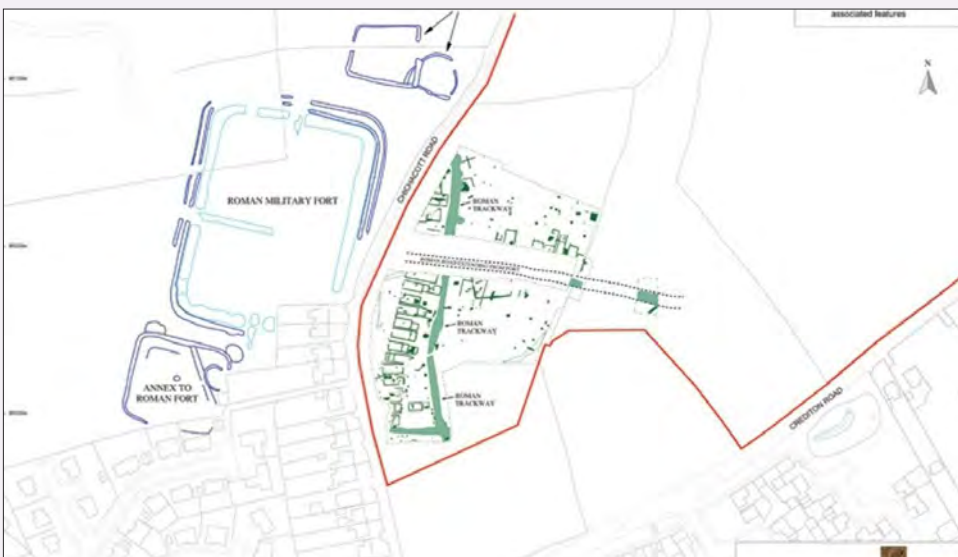 associated features
N
CHICHACOTT ROAD
ROMAN MILITARY FORT
ROMAN
TRACKWAY
ROMAN
TRACKWAY
ANNEX TO
ROMAN FORT
ROMAN
TRACKWAY
CREDITON ROAD